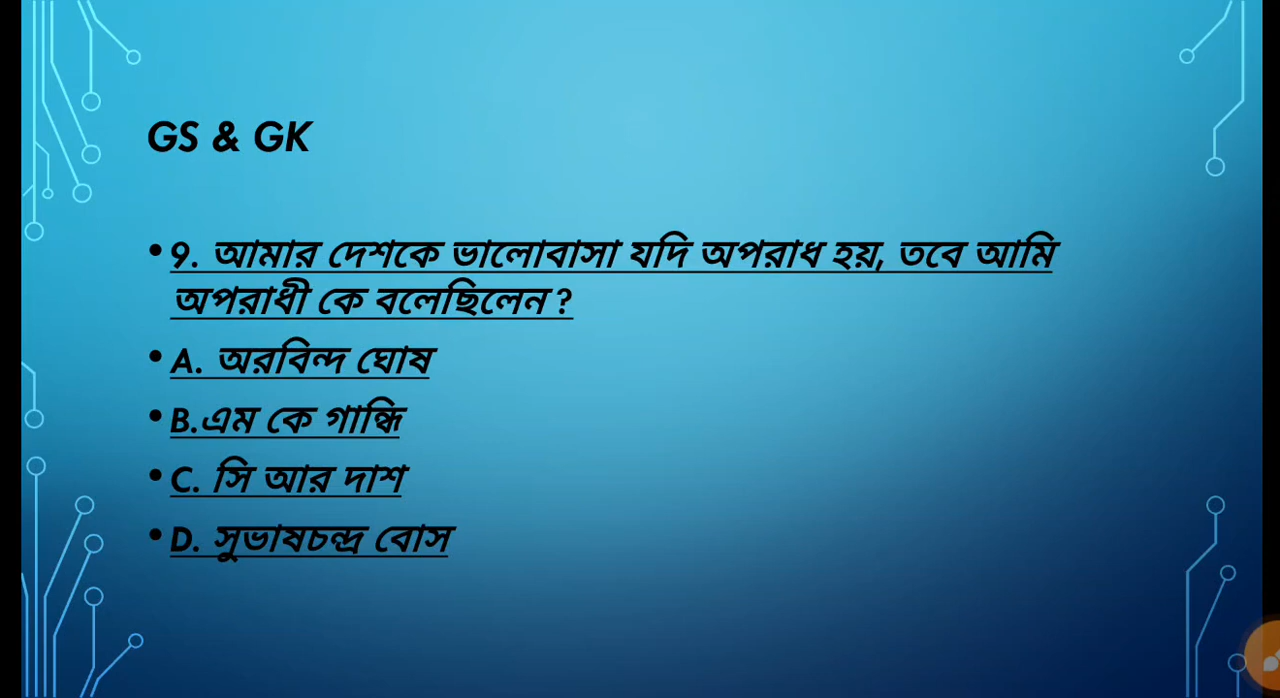 GS & GK
• 9. আমার দেশকে ভালোবাসা যদি অপরাধ হয়, তবে আমি
অপরাধী কে বলেছিলেন ?
• A. অরবিন্দ ঘোষ
• B.এম কে গান্ধি
• C. সি আর দাশ
• D. সুভাষচন্দ্র বোস